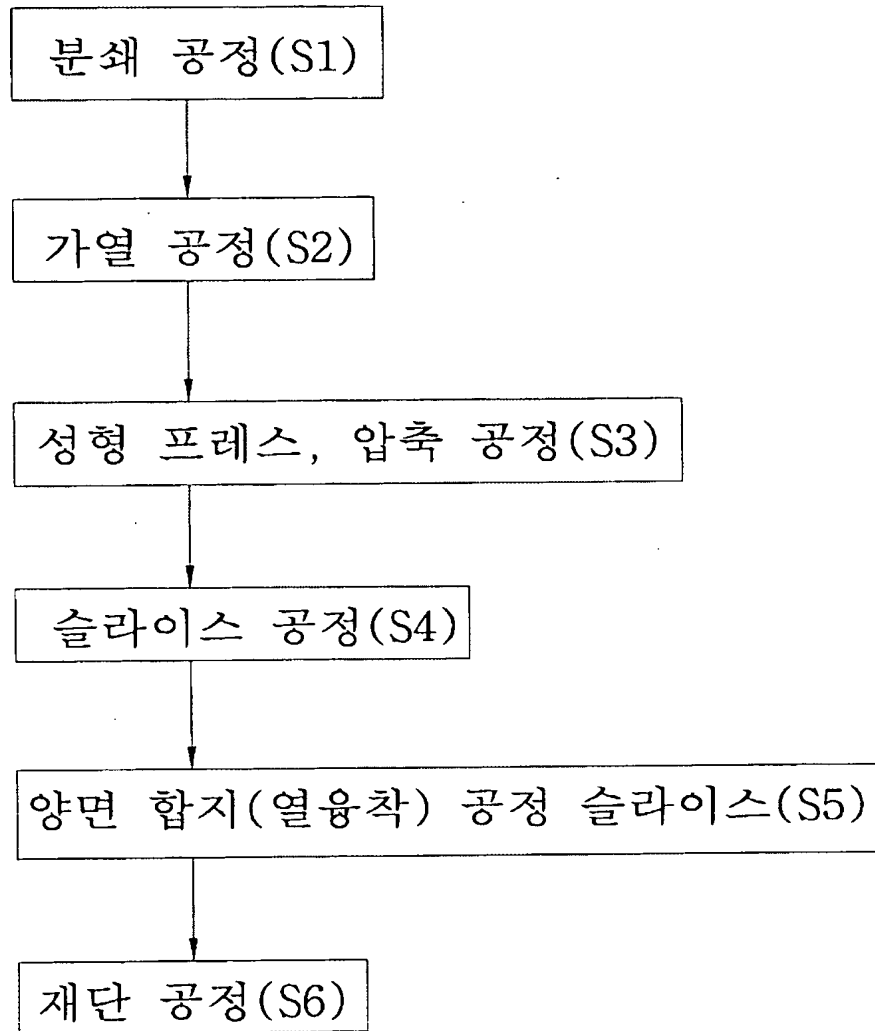 분쇄 공정(S1)
가열 공정(S2)
성형 프레스, 압축 공정(S3)
슬라이스 공정(S4)
양면 합지(열융착) 공정 슬라이스(S5)
재단 공정(S6)